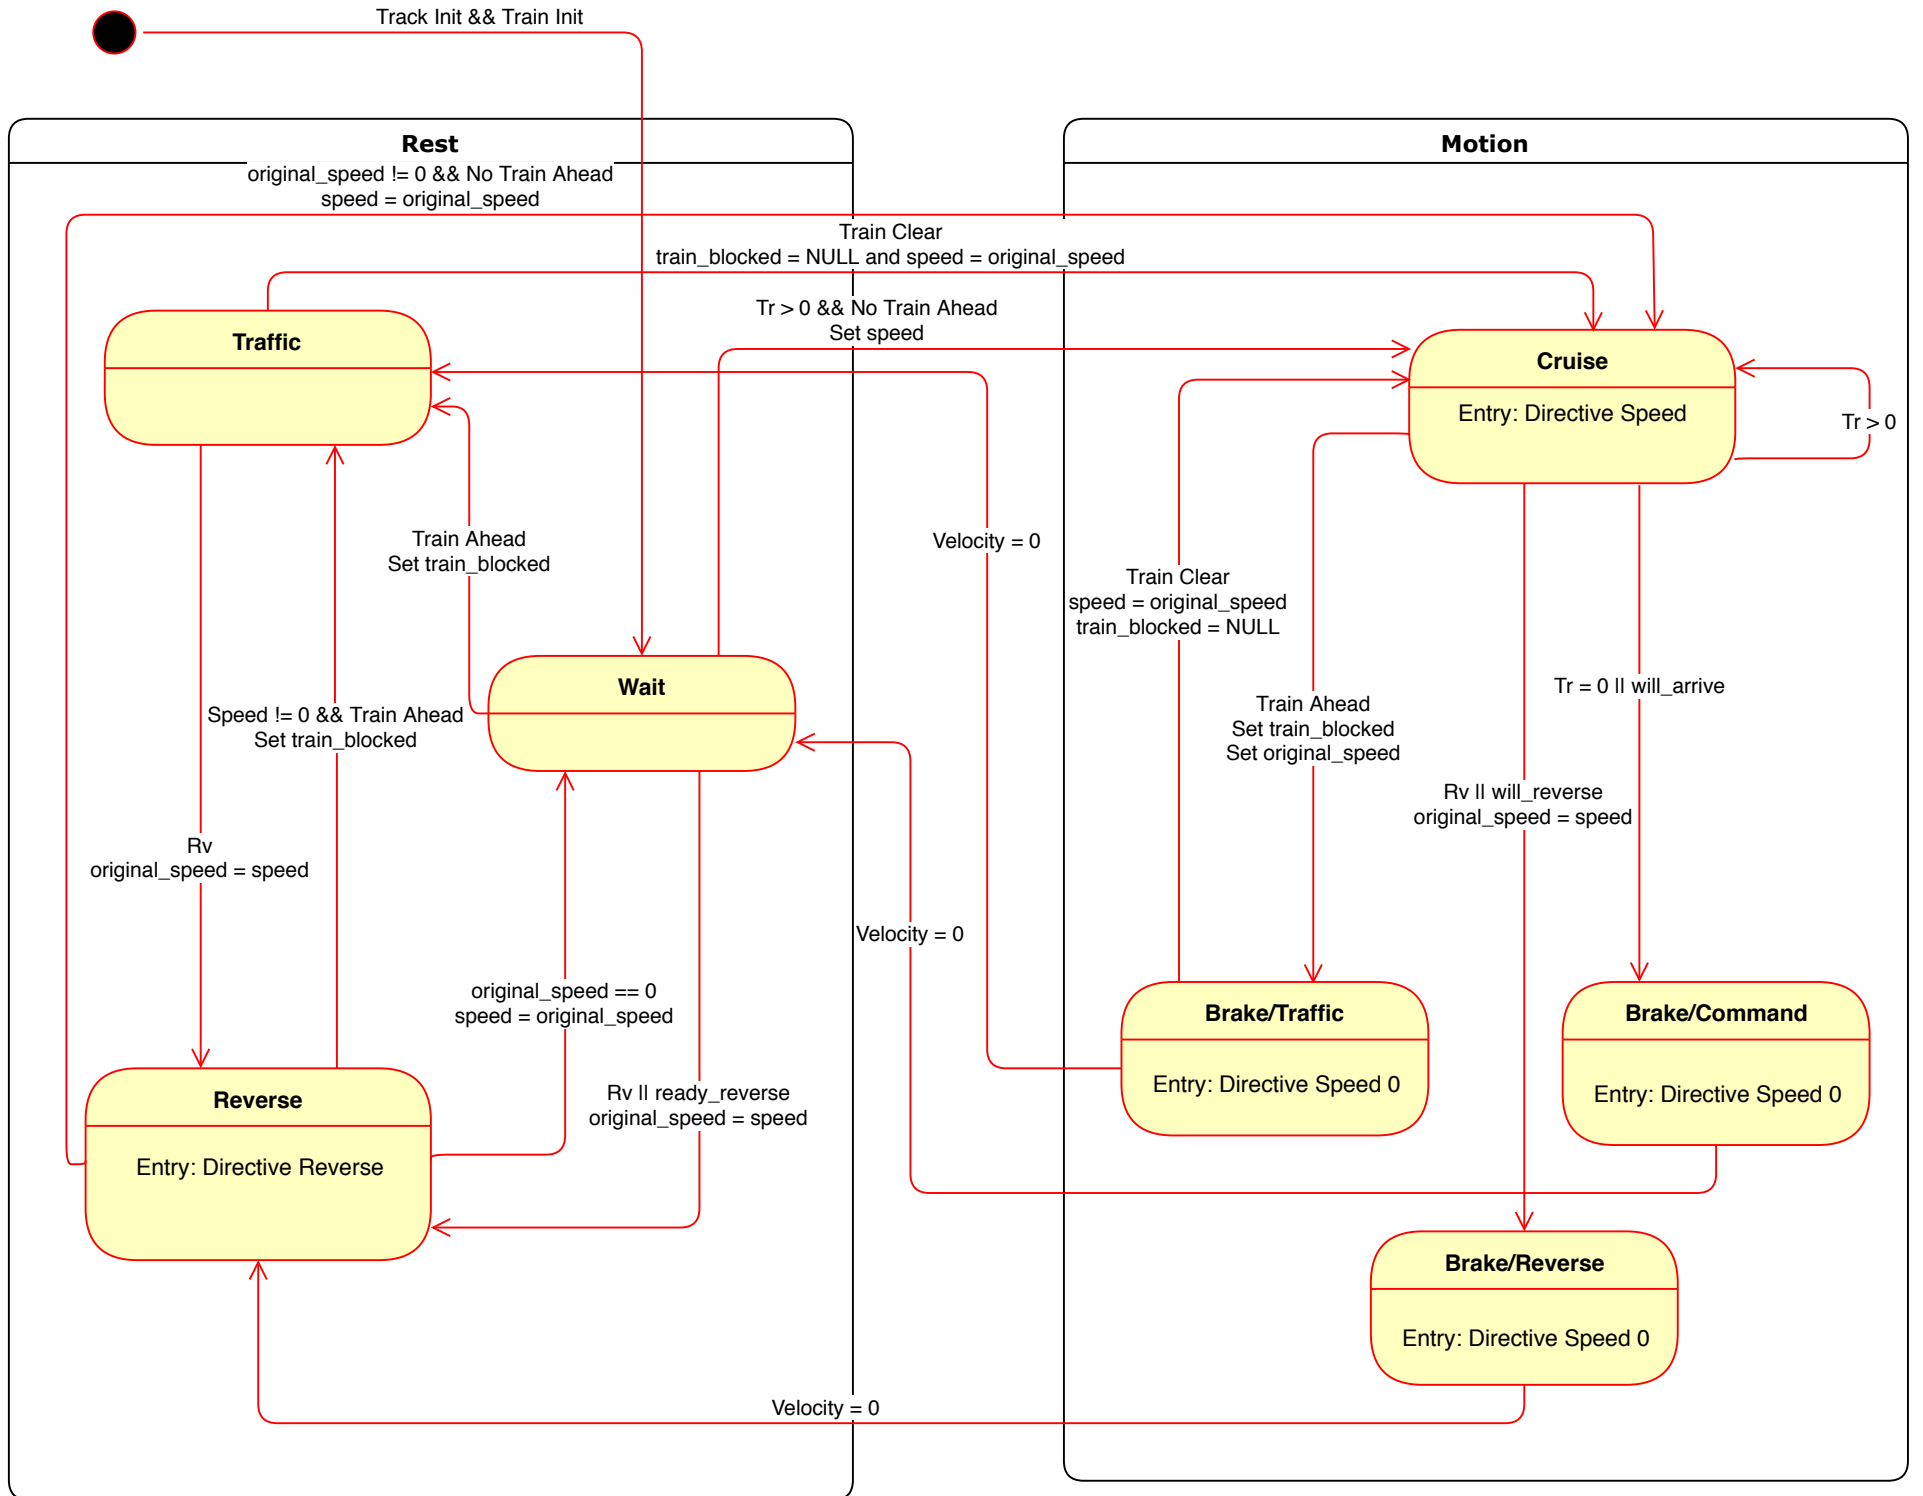 Track Init && Train Init
Rest
Motion
original_speed != 0 && No Train Ahead
speed = original_speed
Train Clear
train_blocked = NULL and speed = original_speed
Tr > 0 && No Train Ahead
Set speed
Traffic
Cruise
Entry: Directive Speed
Tr > 0
Train Ahead
Set train_blocked
Velocity = 0
Train Clear
speed = original_speed
train_blocked = NULL
Wait
Tr = 0 || will_arrive
Speed != 0 && Train Ahead
Set train_blocked
Train Ahead
Set train_blocked
Set original_speed
Rv || will_reverse
original_speed = speed
Rv
original_speed = speed
Velocity = 0
original_speed == 0
speed = original_speed
Brake/Traffic
Entry: Directive Speed 0
Brake/Command
Entry: Directive Speed 0
Reverse
Entry: Directive Reverse
Rv || ready_reverse
original_speed = speed
Brake/Reverse
Entry: Directive Speed 0
Velocity = 0